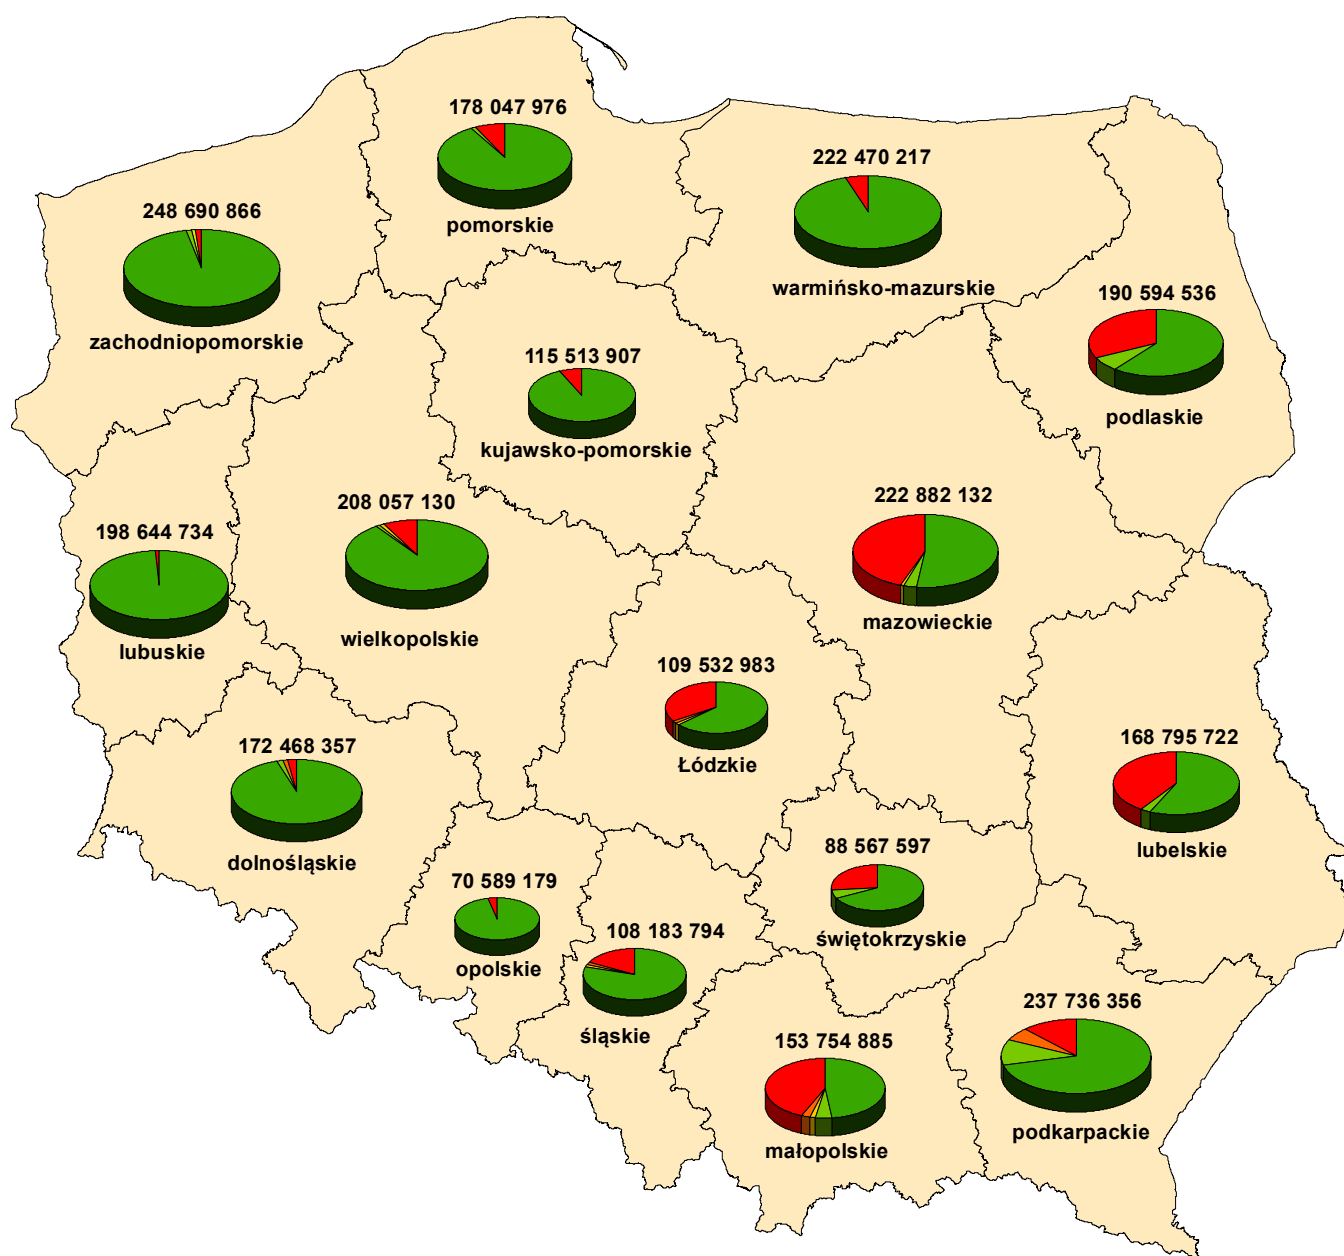 178 047 976
pomorskie
222 470 217
warmińsko-mazurskie
248 690 866
zachodniopomorskie
190 594 536
podlaskie
115 513 907
kujawsko-pomorskie
208 057 130
wielkopolskie
222 882 132
mazowieckie
198 644 734
lubuskie
109 532 983
Łódzkie
168 795 722
lubelskie
172 468 357
dolnośląskie
88 567 597
świętokrzyskie
70 589 179
opolskie
108 183 794
śląskie
153 754 885
małopolskie
237 736 356
podkarpackie